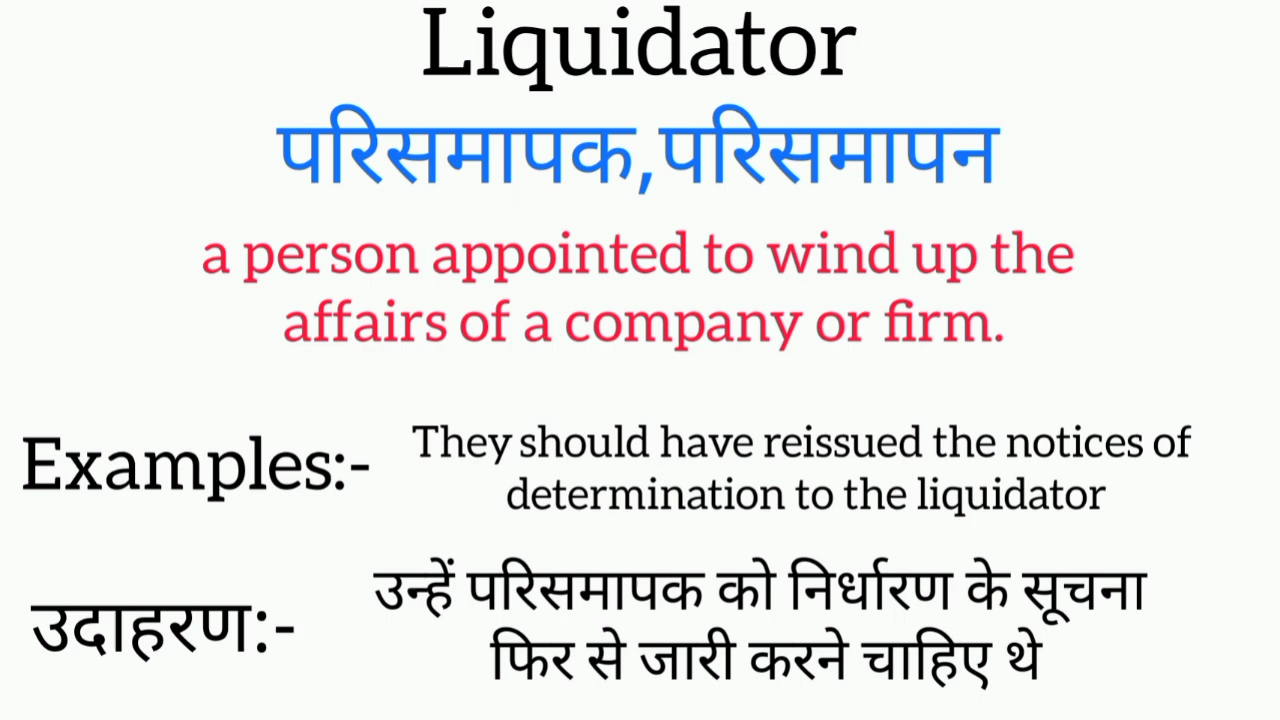 Liquidator
परिसमापक,परिसमापन
a person appointed to wind up the
affairs of a company or firm.
Examples:- They should have reissued the notices of
determination to the liquidator
उदाहरण:- उन्हें परिसमापक को निर्धारण के सूचना
फिर से जारी करने चाहिए थे